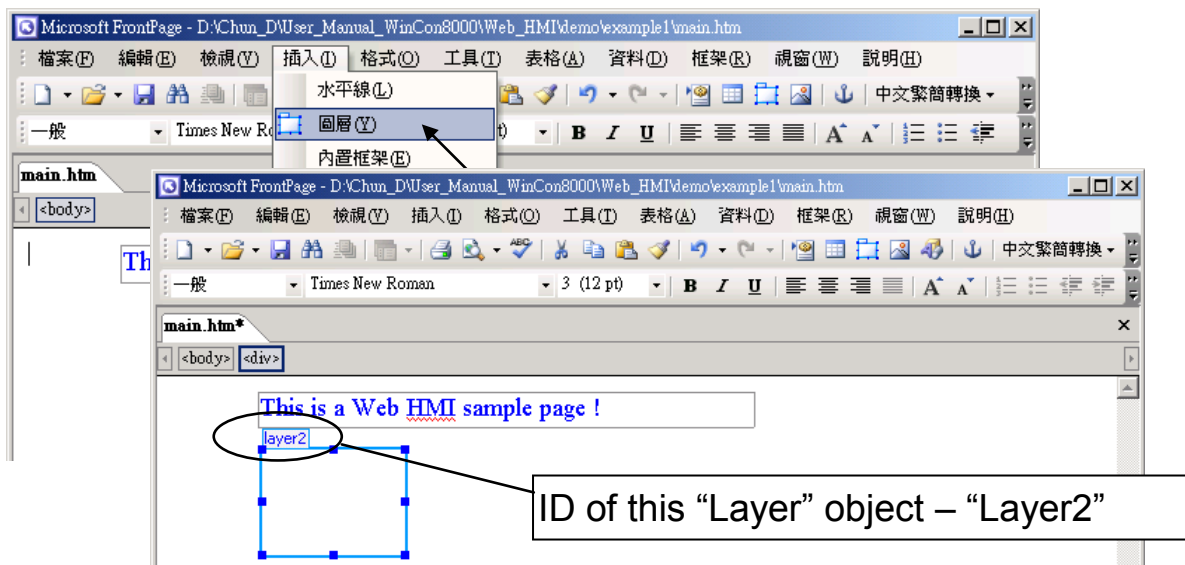 Microsoft FrontPage - D:\Chun_D\User_Manual_WinCon8000\Web_HMI\demo\example1\main.htm
檔案(F) 編輯(E) 檢視(V) 插入(I) 格式(O) 工具(T) 表格(A) 資料(D) 框架(R) 視窗(W) 說明(H)
水平線(L)
中文繁簡轉換
一般 Times New Ro
圖層(Y)
t) B I U A A
內置框架(E)
main.htm
<body>
Th
Microsoft FrontPage - D:\Chun_D\User_Manual_WinCon8000\Web_HMI\demo\example1\main.htm
檔案(F) 編輯(E) 檢視(V) 插入(I) 格式(O) 工具(T) 表格(A) 資料(D) 框架(R) 視窗(W) 說明(H)
ABC 中文繁簡轉換
一般 Times New Roman 3 (12 pt) B I U A A
main.htm*
<body> <div>
This is a Web HMI sample page !
layer2
ID of this “Layer” object – “Layer2”